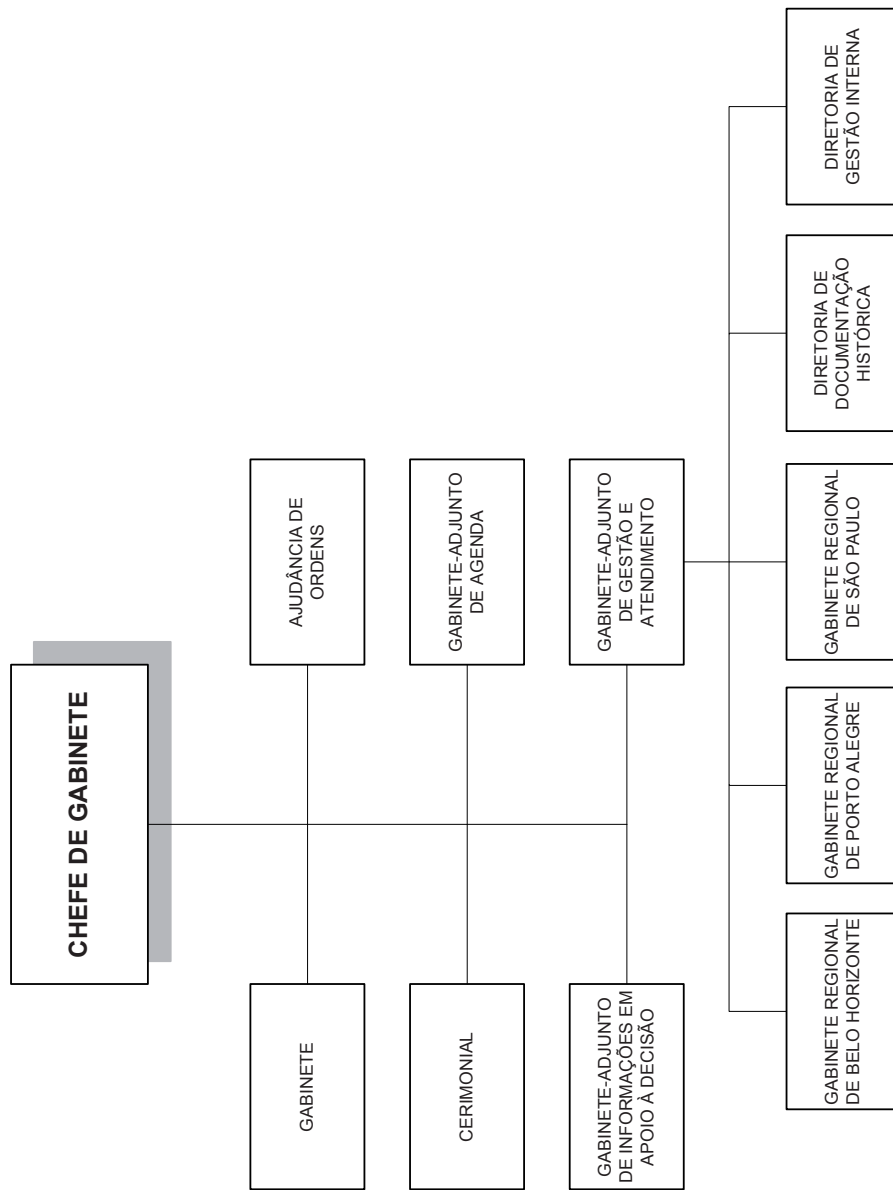 CHEFE DE GABINETE
GABINETE
AJUDÂNCIA DE
ORDENS
CERIMONIAL
GABINETE-ADJUNTO
DE AGENDA
GABINETE-ADJUNTO
DE INFORMAÇÕES EM
APOIO À DECISÃO
GABINETE-ADJUNTO
DE GESTÃO E
ATENDIMENTO
GABINETE REGIONAL
DE BELO HORIZONTE
GABINETE REGIONAL
DE PORTO ALEGRE
GABINETE REGIONAL
DE SÃO PAULO
DIRETORIA DE
DOCUMENTAÇÃO
HISTÓRICA
DIRETORIA DE
GESTÃO INTERNA